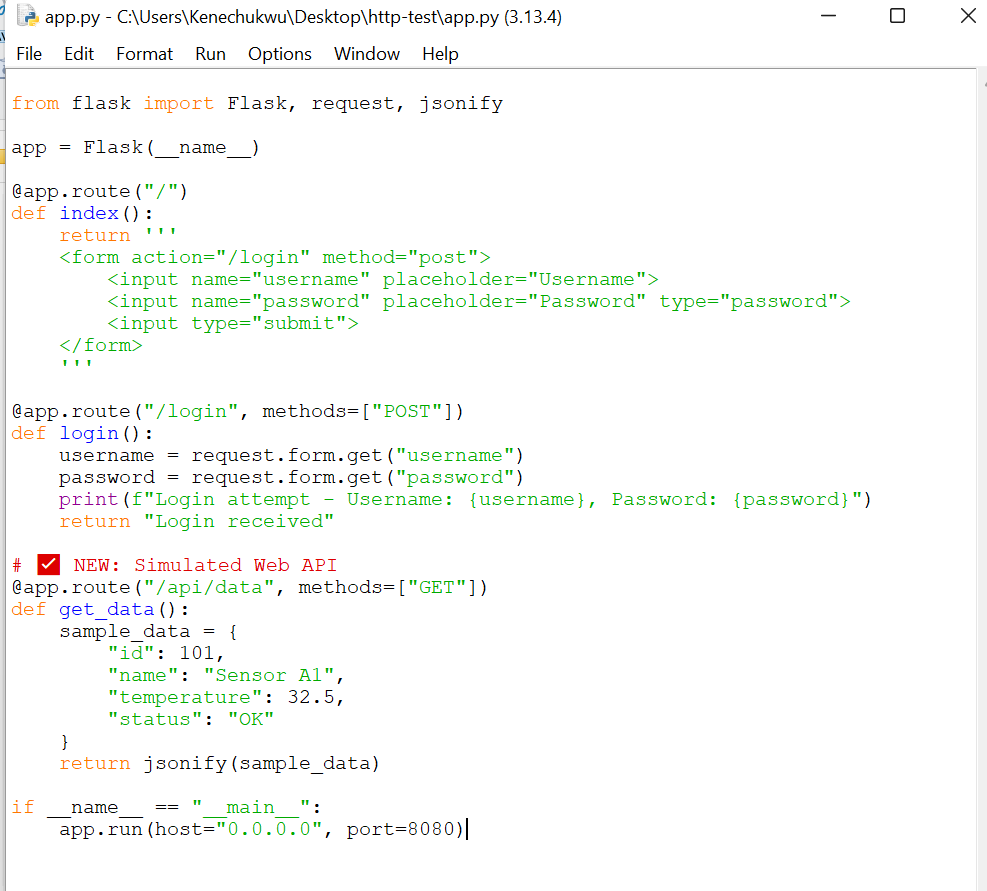 app.py - C:\Users\Kenechukwu\Desktop\http-test\app.py (3.13.4)
File Edit Format Run Options Window Help
from flask import Flask, request, jsonify
app = Flask(__name__)
@app.route("/")
def index():
    return '''
    <form action="/login" method="post">
        <input name="username" placeholder="Username">
        <input name="password" placeholder="Password" type="password">
        <input type="submit">
    </form>
    '''
@app.route("/login", methods=["POST"])
def login():
    username = request.form.get("username")
    password = request.form.get("password")
    print(f"Login attempt - Username: {username}, Password: {password}")
    return "Login received"
# ✅ NEW: Simulated Web API
@app.route("/api/data", methods=["GET"])
def get_data():
    sample_data = {
        "id": 101,
        "name": "Sensor A1",
        "temperature": 32.5,
        "status": "OK"
    }
    return jsonify(sample_data)
if __name__ == "__main__":
    app.run(host="0.0.0.0", port=8080)